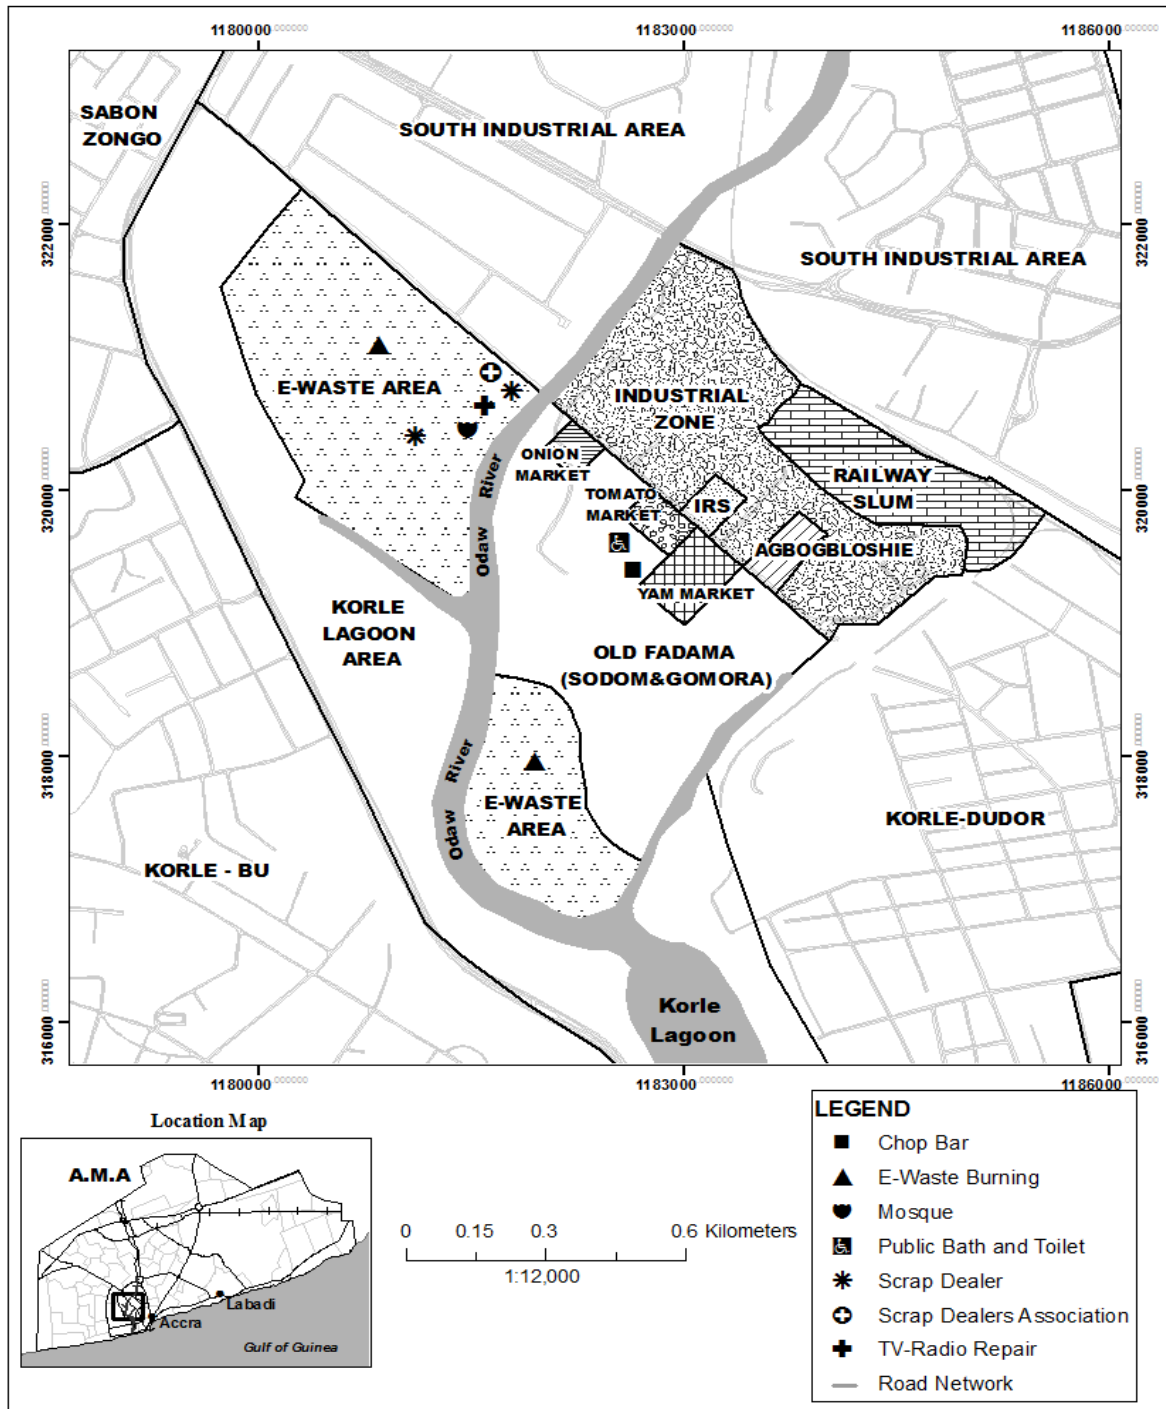 1180000
1183000
1186000
SABON
ZONGO
SOUTH INDUSTRIAL AREA
322000
322000
SOUTH INDUSTRIAL AREA
E-WASTE AREA
INDUSTRIAL
ZONE
ONION
MARKET
River
Odaw
RAILWAY
SLUM
TOMATO
MARKET
IRS
320000
320000
AGBOGBLOSHIE
YAM MARKET
KORLE
LAGOON
AREA
OLD FADAMA
(SODOM&GOMORA)
318000
318000
River
Odaw
E-WASTE
AREA
KORLE-DUDOR
KORLE - BU
Korle
Lagoon
316000
316000
1180000
1183000
1186000
Location Map
A.M.A
Labadi
Accra
Gulf of Guinea
0 0.15 0.3 0.6 Kilometers
1:12,000
LEGEND
Chop Bar
E-Waste Burning
Mosque
Public Bath and Toilet
Scrap Dealer
Scrap Dealers Association
TV-Radio Repair
Road Network